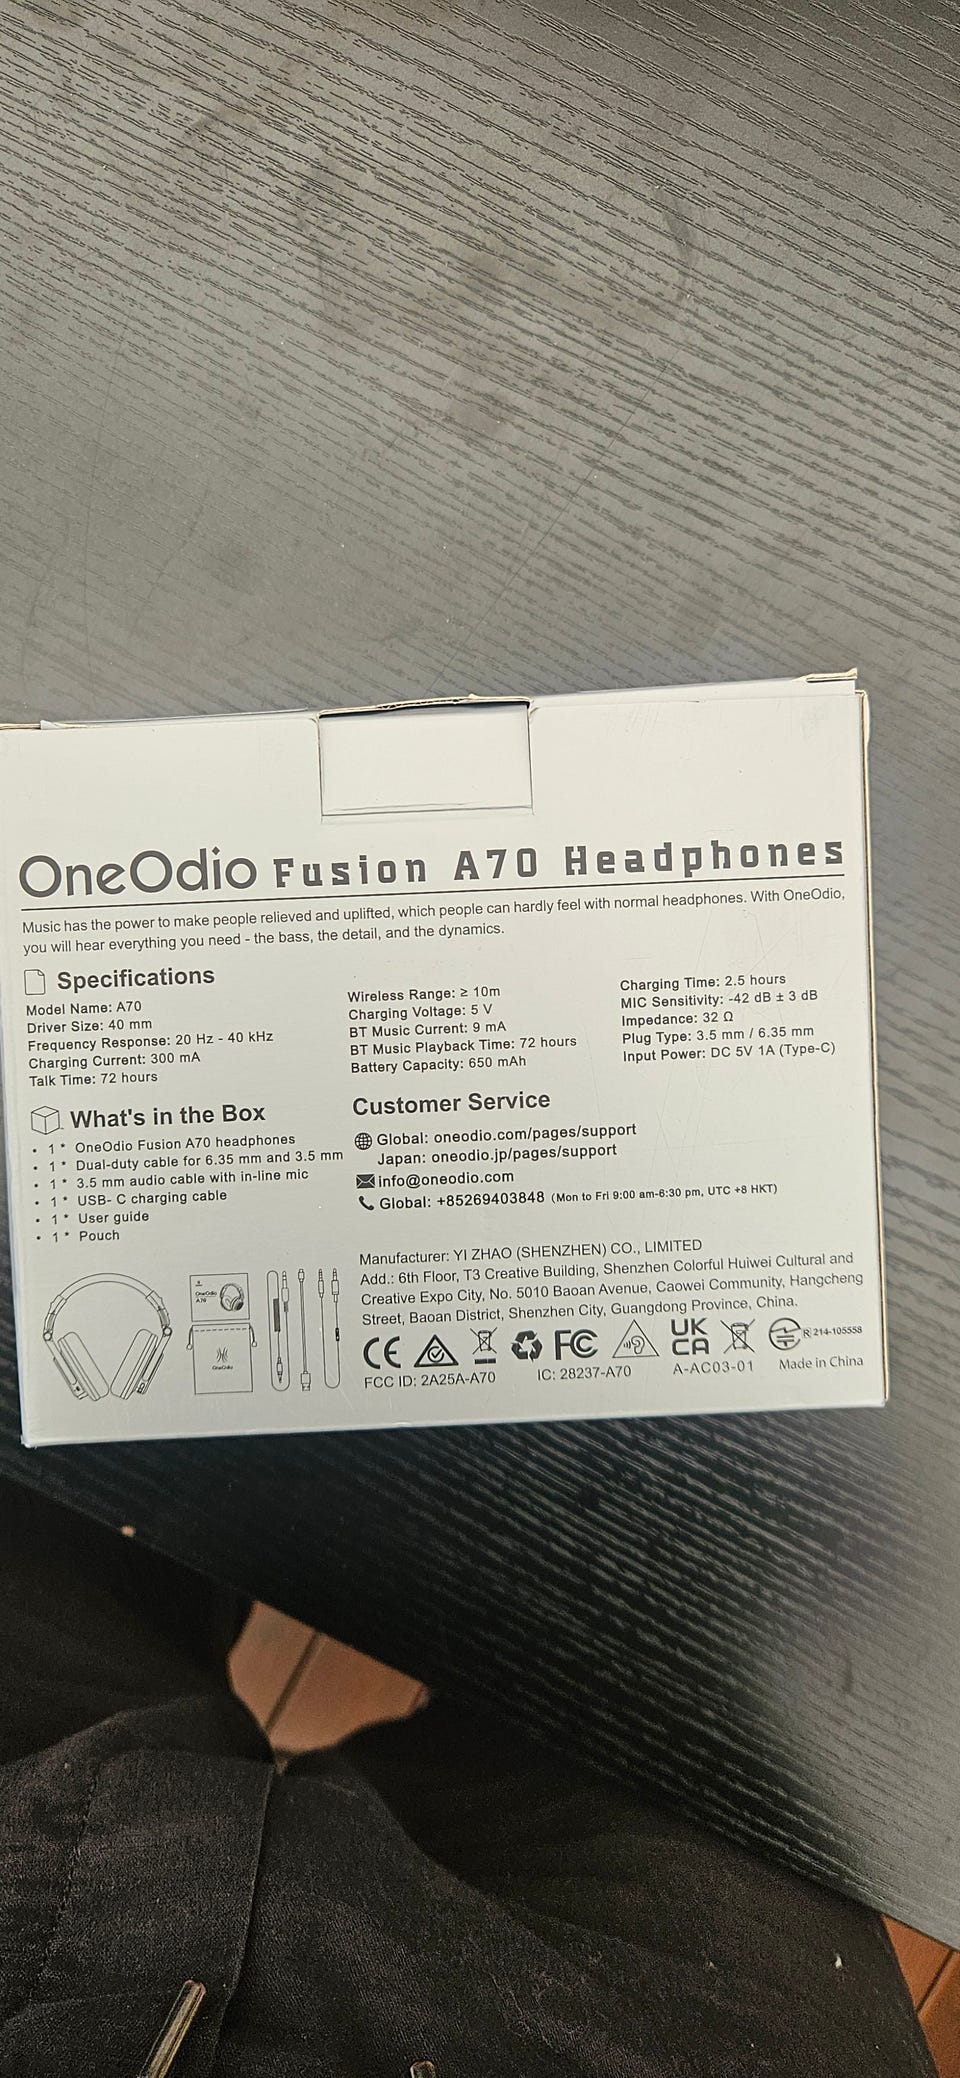 OneOdio Fusion A70 Headphones
Music has the power to make people relieved and uplifted, which people can hardly feel with normal headphones. With OneOdio,
you will hear everything you need - the bass, the detail, and the dynamics.
Specifications
Model Name: A70
Driver Size: 40 mm
Frequency Response: 20 Hz - 40 kHz
Charging Current: 300 mA
Talk Time: 72 hours
Wireless Range: ≥ 10m
Charging Voltage: 5 V
BT Music Current: 9 mA
BT Music Playback Time: 72 hours
Battery Capacity: 650 mAh
Charging Time: 2.5 hours
MIC Sensitivity: -42 dB ± 3 dB
Impedance: 32 Ω
Plug Type: 3.5 mm / 6.35 mm
Input Power: DC 5V 1A (Type-C)
What's in the Box
• 1 * OneOdio Fusion A70 headphones
• 1 * Dual-duty cable for 6.35 mm and 3.5 mm
• 1 * 3.5 mm audio cable with in-line mic
• 1 * USB- C charging cable
• 1 * User guide
• 1 * Pouch
Customer Service
Global: oneodio.com/pages/support
Japan: oneodio.jp/pages/support
info@oneodio.com
Global: +85269403848 (Mon to Fri 9:00 am-6:30 pm, UTC +8 HKT)
OneOdio
A70
OneOdio
Manufacturer: YI ZHAO (SHENZHEN) CO., LIMITED
Add.: 6th Floor, T3 Creative Building, Shenzhen Colorful Huiwei Cultural and
Creative Expo City, No. 5010 Baoan Avenue, Caowei Community, Hangcheng
Street, Baoan District, Shenzhen City, Guangdong Province, China.
CE FC UK CA R 214-105558
FCC ID: 2A25A-A70 IC: 28237-A70 A-AC03-01 Made in China